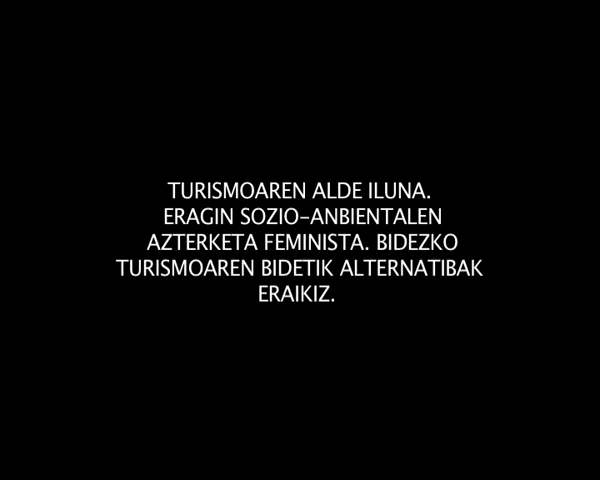 TURISMOAREN ALDE ILUNA.
ERAGIN SOZIO-ANBIENTALEN
AZTERKETA FEMINISTA. BIDEZKO
TURISMOAREN BIDETIK ALTERNATIBAK
ERAIKIZ.